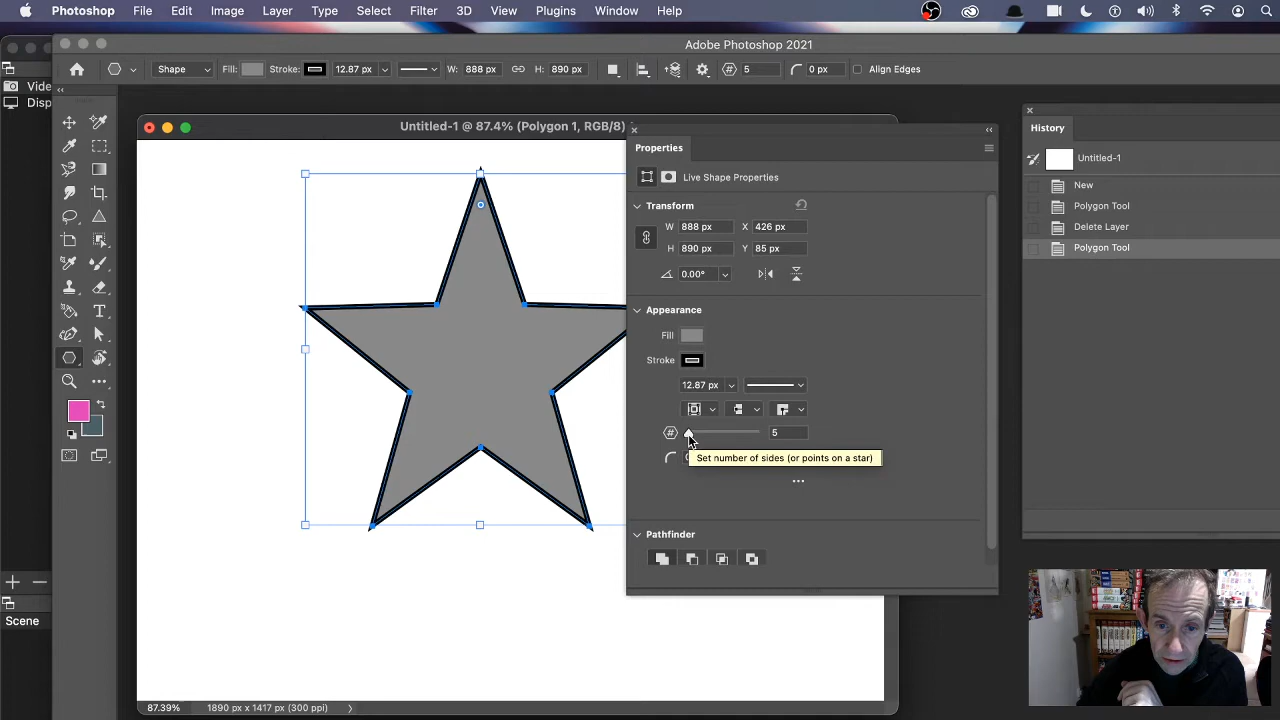 Photoshop File Edit Image Layer Type Select Filter 3D View Plugins Window Help
Adobe Photoshop 2021
Shape Fill: Stroke: 12.87 px W: 888 px H: 890 px 5 0 px Align Edges
Vide
Disp
Untitled-1 @ 87.4% (Polygon 1, RGB/8)
Properties
Live Shape Properties
Transform
W 888 px X 426 px
H 890 px Y 85 px
0.00°
Appearance
Fill
Stroke
12.87 px
5
Set number of sides (or points on a star)
Pathfinder
History
Untitled-1
New
Polygon Tool
Delete Layer
Polygon Tool
Scene
87.39% 1890 px x 1417 px (300 ppi)